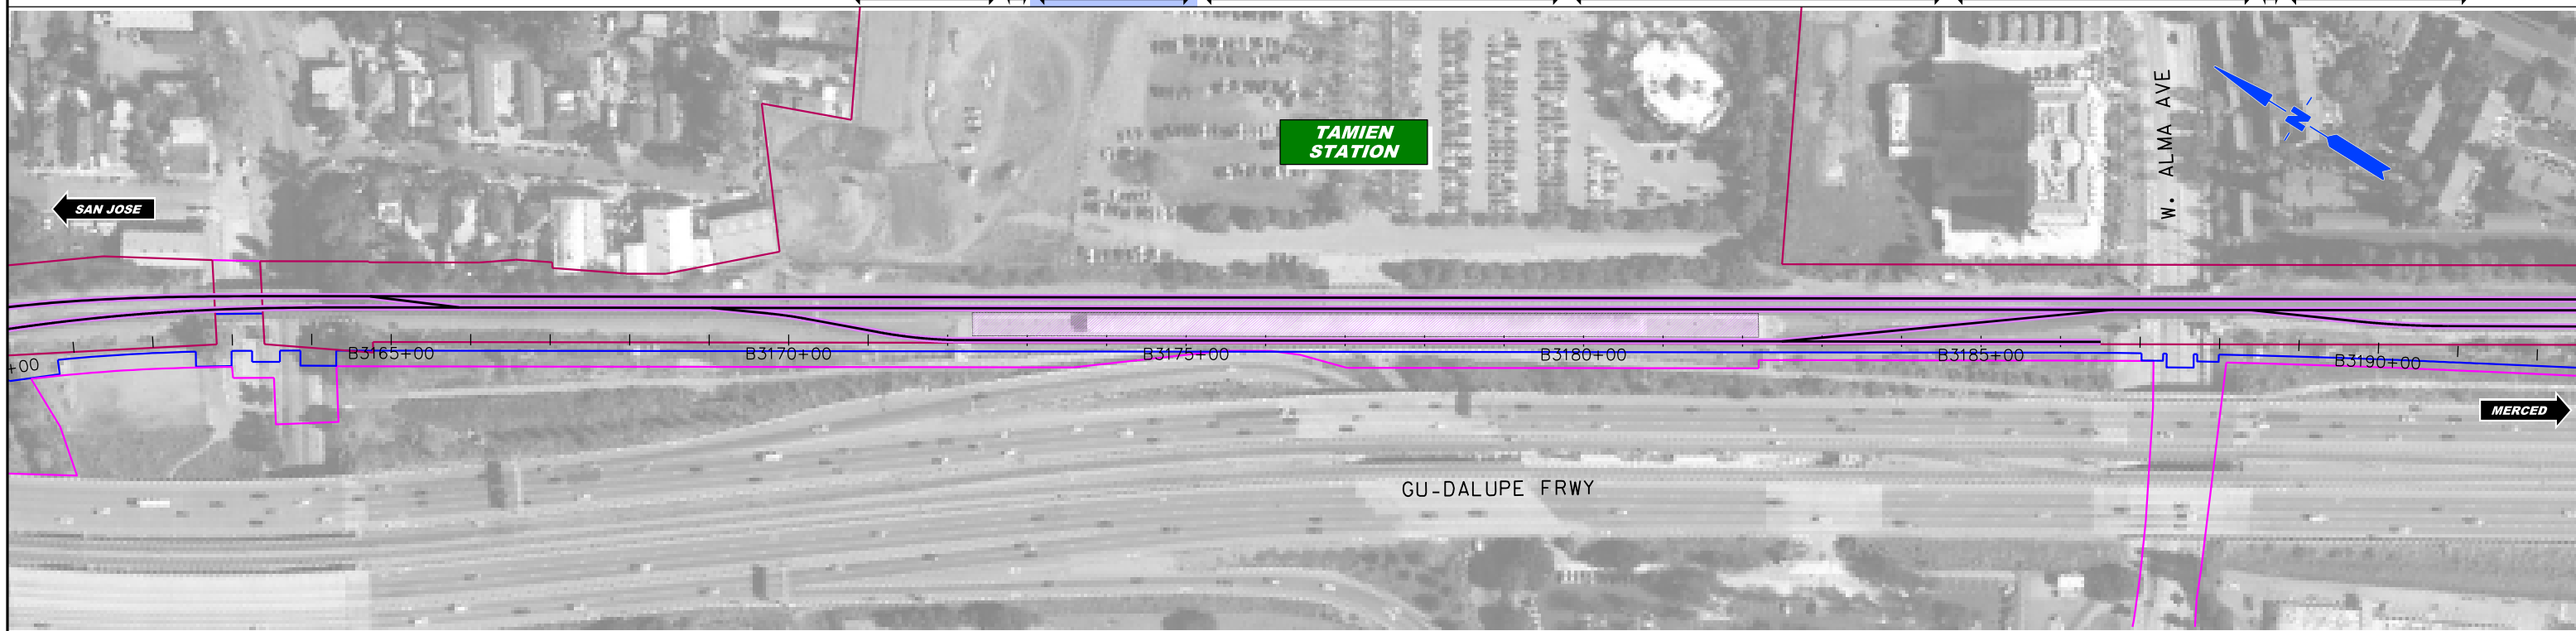 TAMIEN
STATION
W. ALMA AVE
N
SAN JOSE
+00
B3165+00
B3170+00
B3175+00
B3180+00
B3185+00
B3190+00
MERCED
GU-DALUPE FRWY